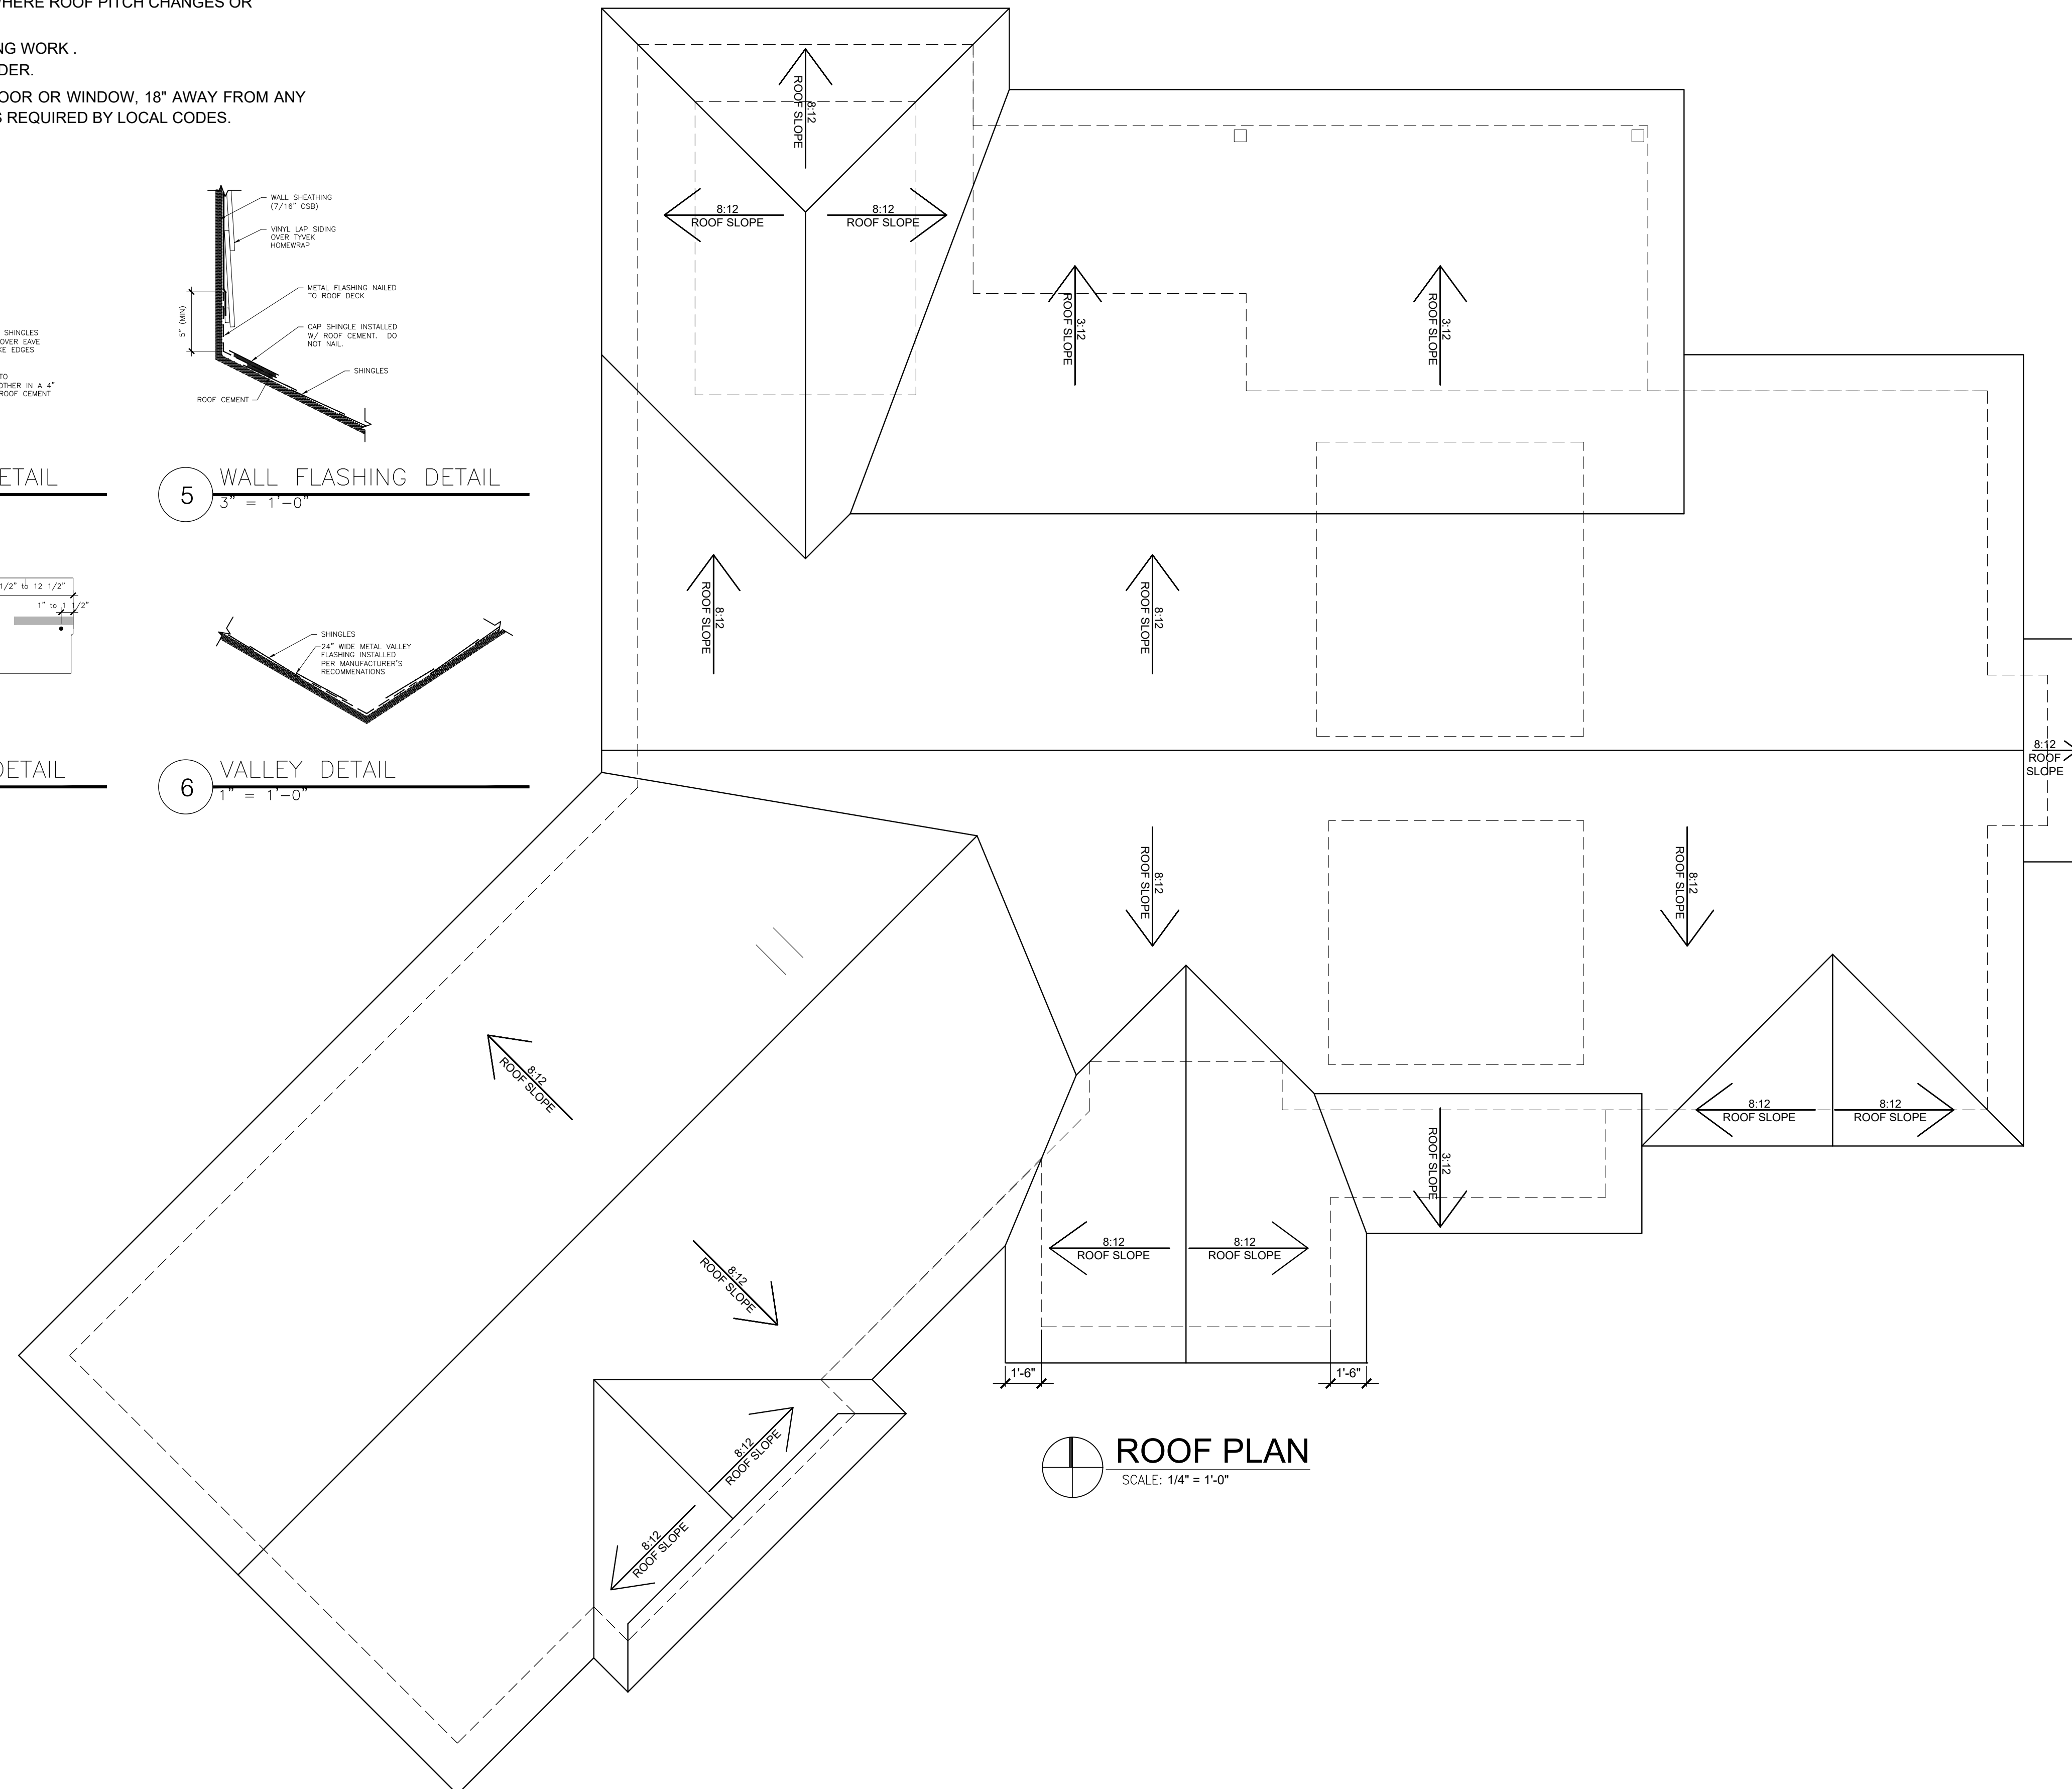 WHERE ROOF PITCH CHANGES OR
NG WORK .
DER.
OOR OR WINDOW, 18" AWAY FROM ANY
S REQUIRED BY LOCAL CODES.
WALL SHEATHING
(7/16" OSB)
VINYL LAP SIDING
OVER TYVEK
HOMEWRAP
METAL FLASHING NAILED
TO ROOF DECK
5" (MIN)
CAP SHINGLE INSTALLED
W/ ROOF CEMENT. DO
NOT NAIL.
SHINGLES
ROOF CEMENT
SHINGLES
OVER EAVE
KE EDGES
TO
OTHER IN A 4"
ROOF CEMENT
ETAIL
5
WALL FLASHING DETAIL
3" = 1'-0"
1/2" to 12 1/2"
1" to 1 1/2"
SHINGLES
24" WIDE METAL VALLEY
FLASHING INSTALLED
PER MANUFACTURER'S
RECOMMENATIONS
DETAIL
6
VALLEY DETAIL
1" = 1'-0"
8:12
ROOF SLOPE
8:12
ROOF SLOPE
8:12
ROOF SLOPE
3:12
ROOF SLOPE
3:12
ROOF SLOPE
8:12
ROOF SLOPE
8:12
ROOF SLOPE
8:12
ROOF
SLOPE
8:12
ROOF SLOPE
8:12
ROOF SLOPE
8:12
ROOF SLOPE
8:12
ROOF SLOPE
8:12
ROOF SLOPE
3:12
ROOF SLOPE
8:12
ROOF SLOPE
8:12
ROOF SLOPE
8:12
ROOF SLOPE
1'-6"
1'-6"
8:12
ROOF SLOPE
8:12
ROOF SLOPE
ROOF PLAN
SCALE: 1/4" = 1'-0"